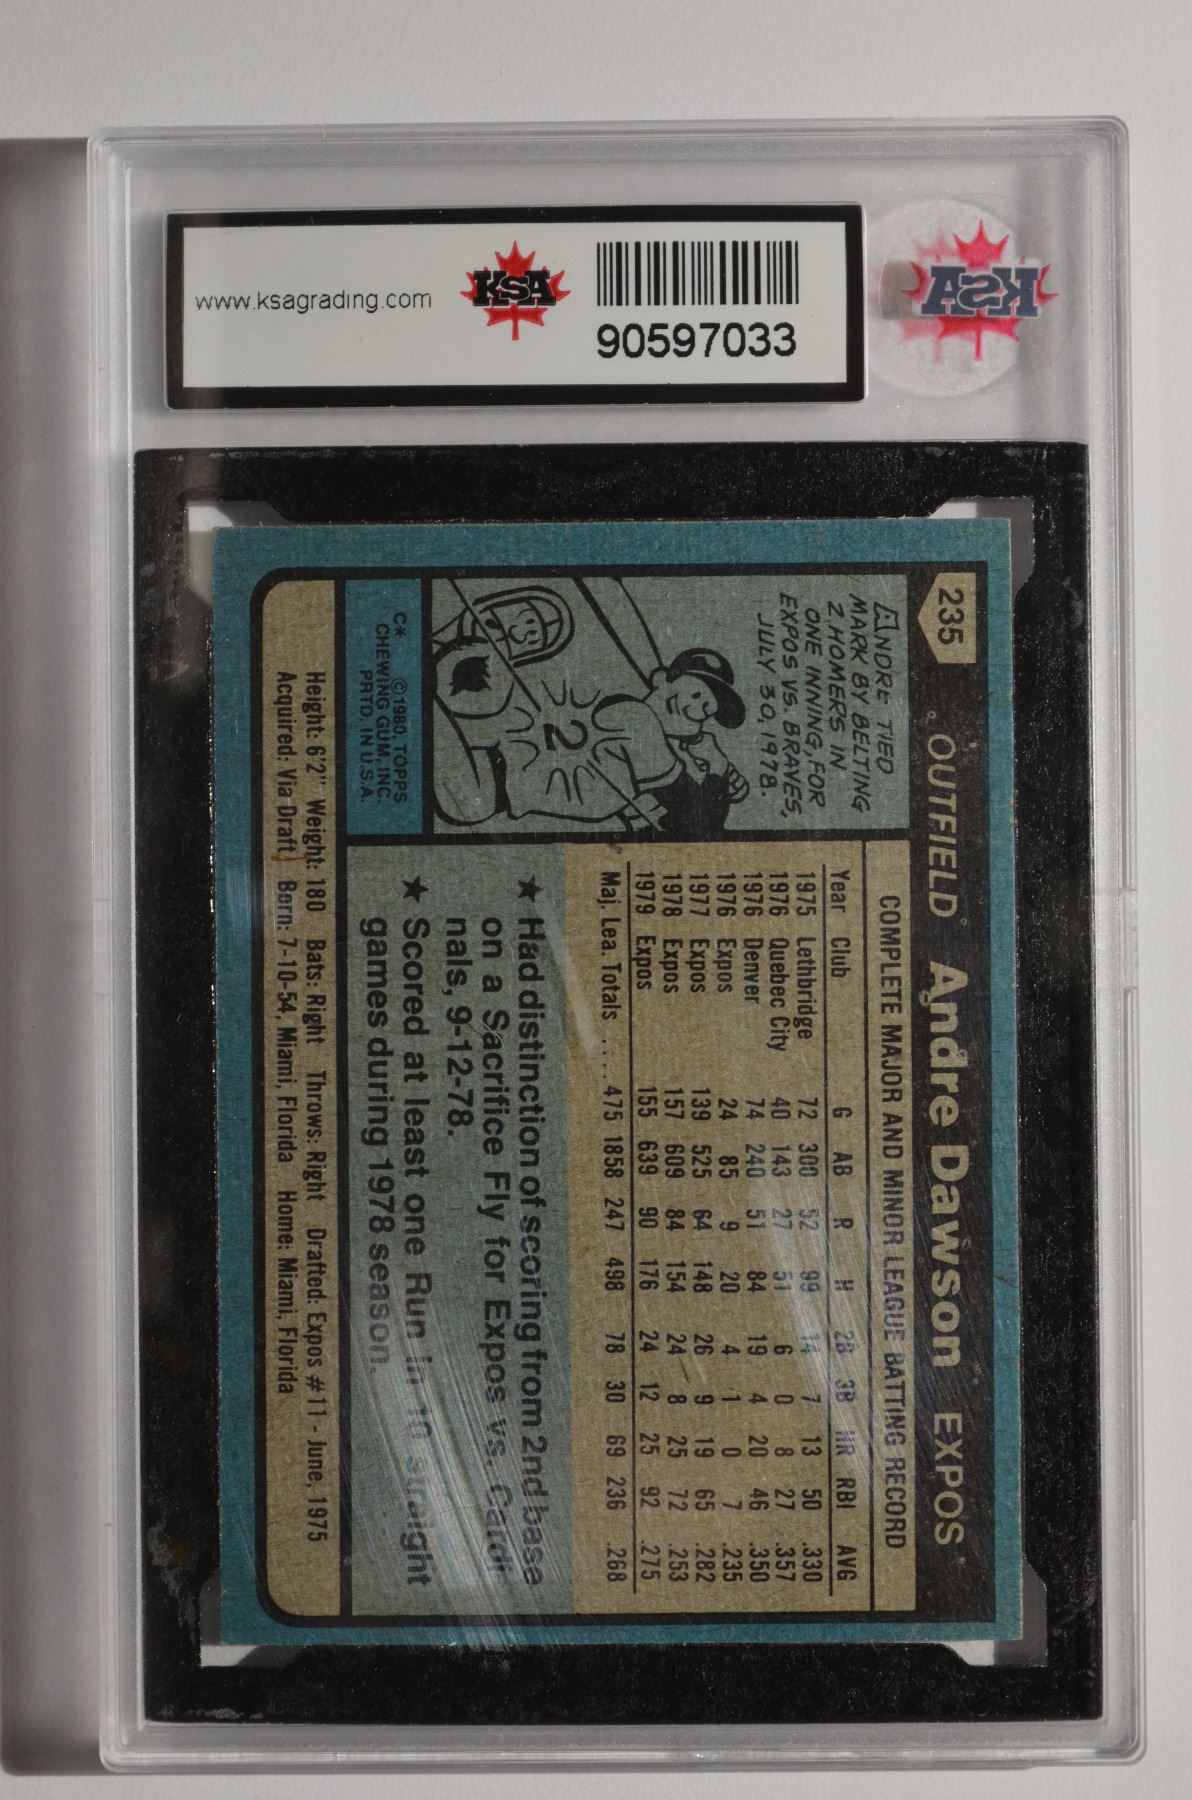 www.ksagrading.com
KSA
90597033
KSA
235
OUTFIELD Andre Dawson EXPOS
ANDRE TIED
MARK BY BELTING
2 HOMERS IN
ONE INNING, FOR
EXPOS VS. BRAVES,
JULY 30, 1978.
2
C* ©1980, TOPPS
CHEWING GUM, INC.
PRTD. IN U.S.A.
COMPLETE MAJOR AND MINOR LEAGUE BATTING RECORD
Year Club G AB R H 2B 3B HR RBI AVG
1975 Lethbridge 72 300 52 99 14 7 13 50 .330
1976 Quebec City 40 143 27 51 6 0 8 27 .357
1976 Denver 74 240 51 84 19 4 20 46 .350
1976 Expos 24 85 9 20 4 1 0 7 .235
1977 Expos 139 525 64 148 26 9 19 65 .282
1978 Expos 157 609 84 154 24 8 25 72 .253
1979 Expos 155 639 90 176 24 12 25 92 .275
Maj. Lea. Totals .... 475 1858 247 498 78 30 69 236 .268
★ Had distinction of scoring from 2nd base
on a Sacrifice Fly for Expos vs. Cardi-
nals, 9-12-78.
★ Scored at least one Run in 10 straight
games during 1978 season.
Height: 6'2" Weight: 180 Bats: Right Throws: Right Drafted: Expos #11 - June, 1975
Acquired: Via Draft Born: 7-10-54, Miami, Florida Home: Miami, Florida